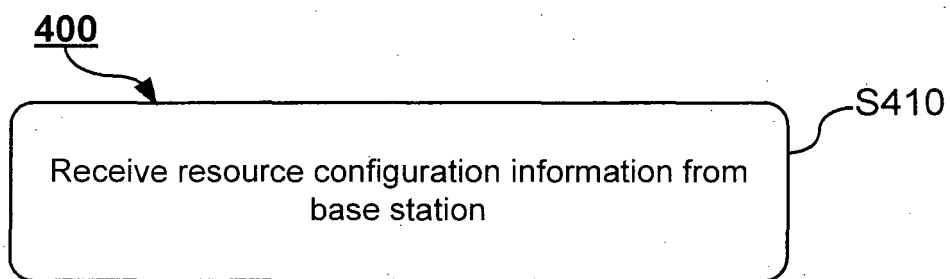 400
S410
Receive resource configuration information from
base station